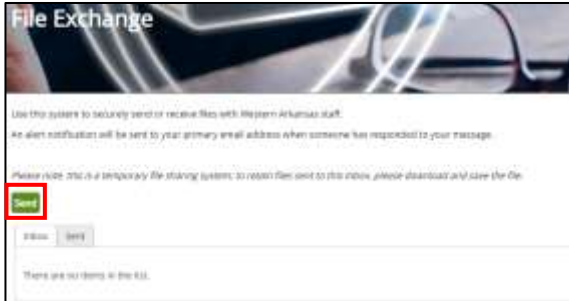 File Exchange
Use this system to securely send or receive files with Western Arkansas staff.
An alert notification will be sent to your primary email address when someone has responded to your message.
Please note: this is a temporary file sharing system; to retain files sent to this inbox, please download and save the file.
Send
Inbox Sent
There are no items in the list.